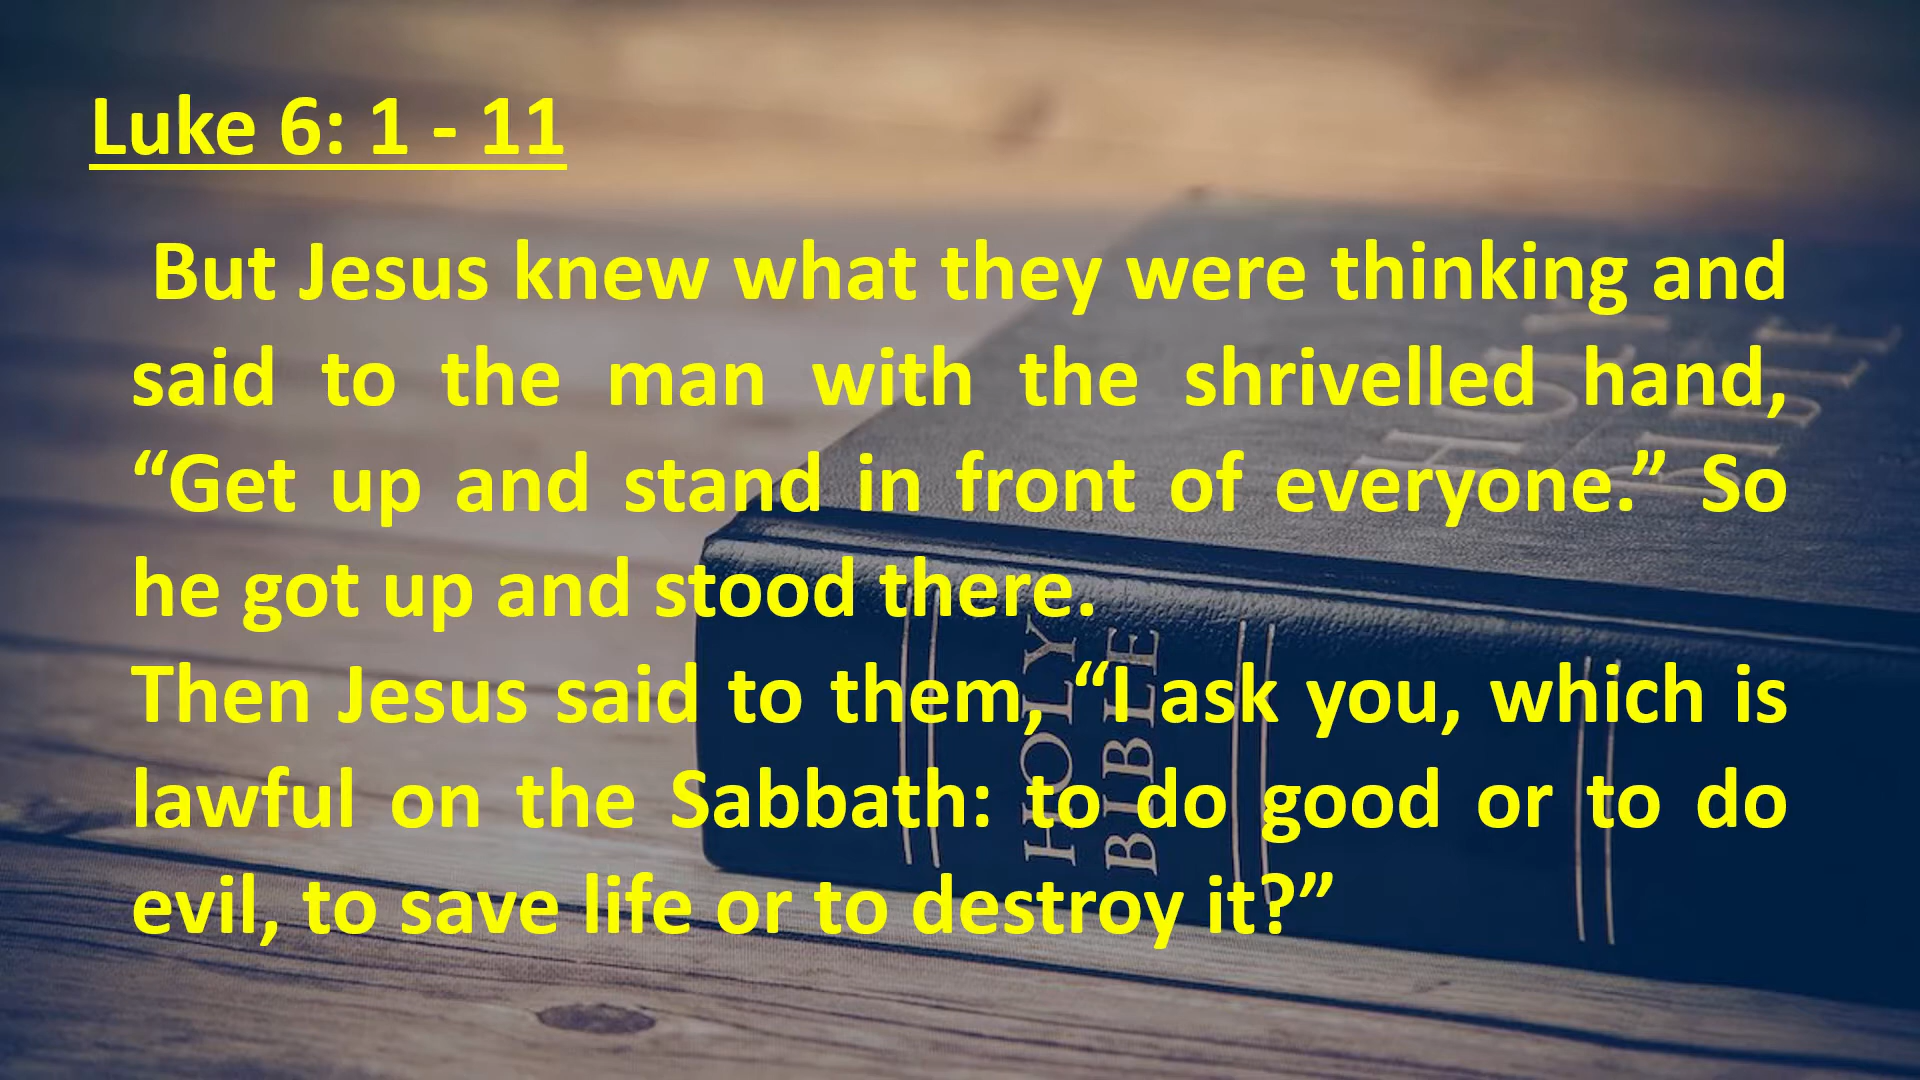 Luke 6: 1 - 11
But Jesus knew what they were thinking and
said to the man with the shrivelled hand,
“Get up and stand in front of everyone.” So
he got up and stood there.
Then Jesus said to them, “I ask you, which is
lawful on the Sabbath: to do good or to do
evil, to save life or to destroy it?”
HOLY
BIBLE
HOLY
BIBLE